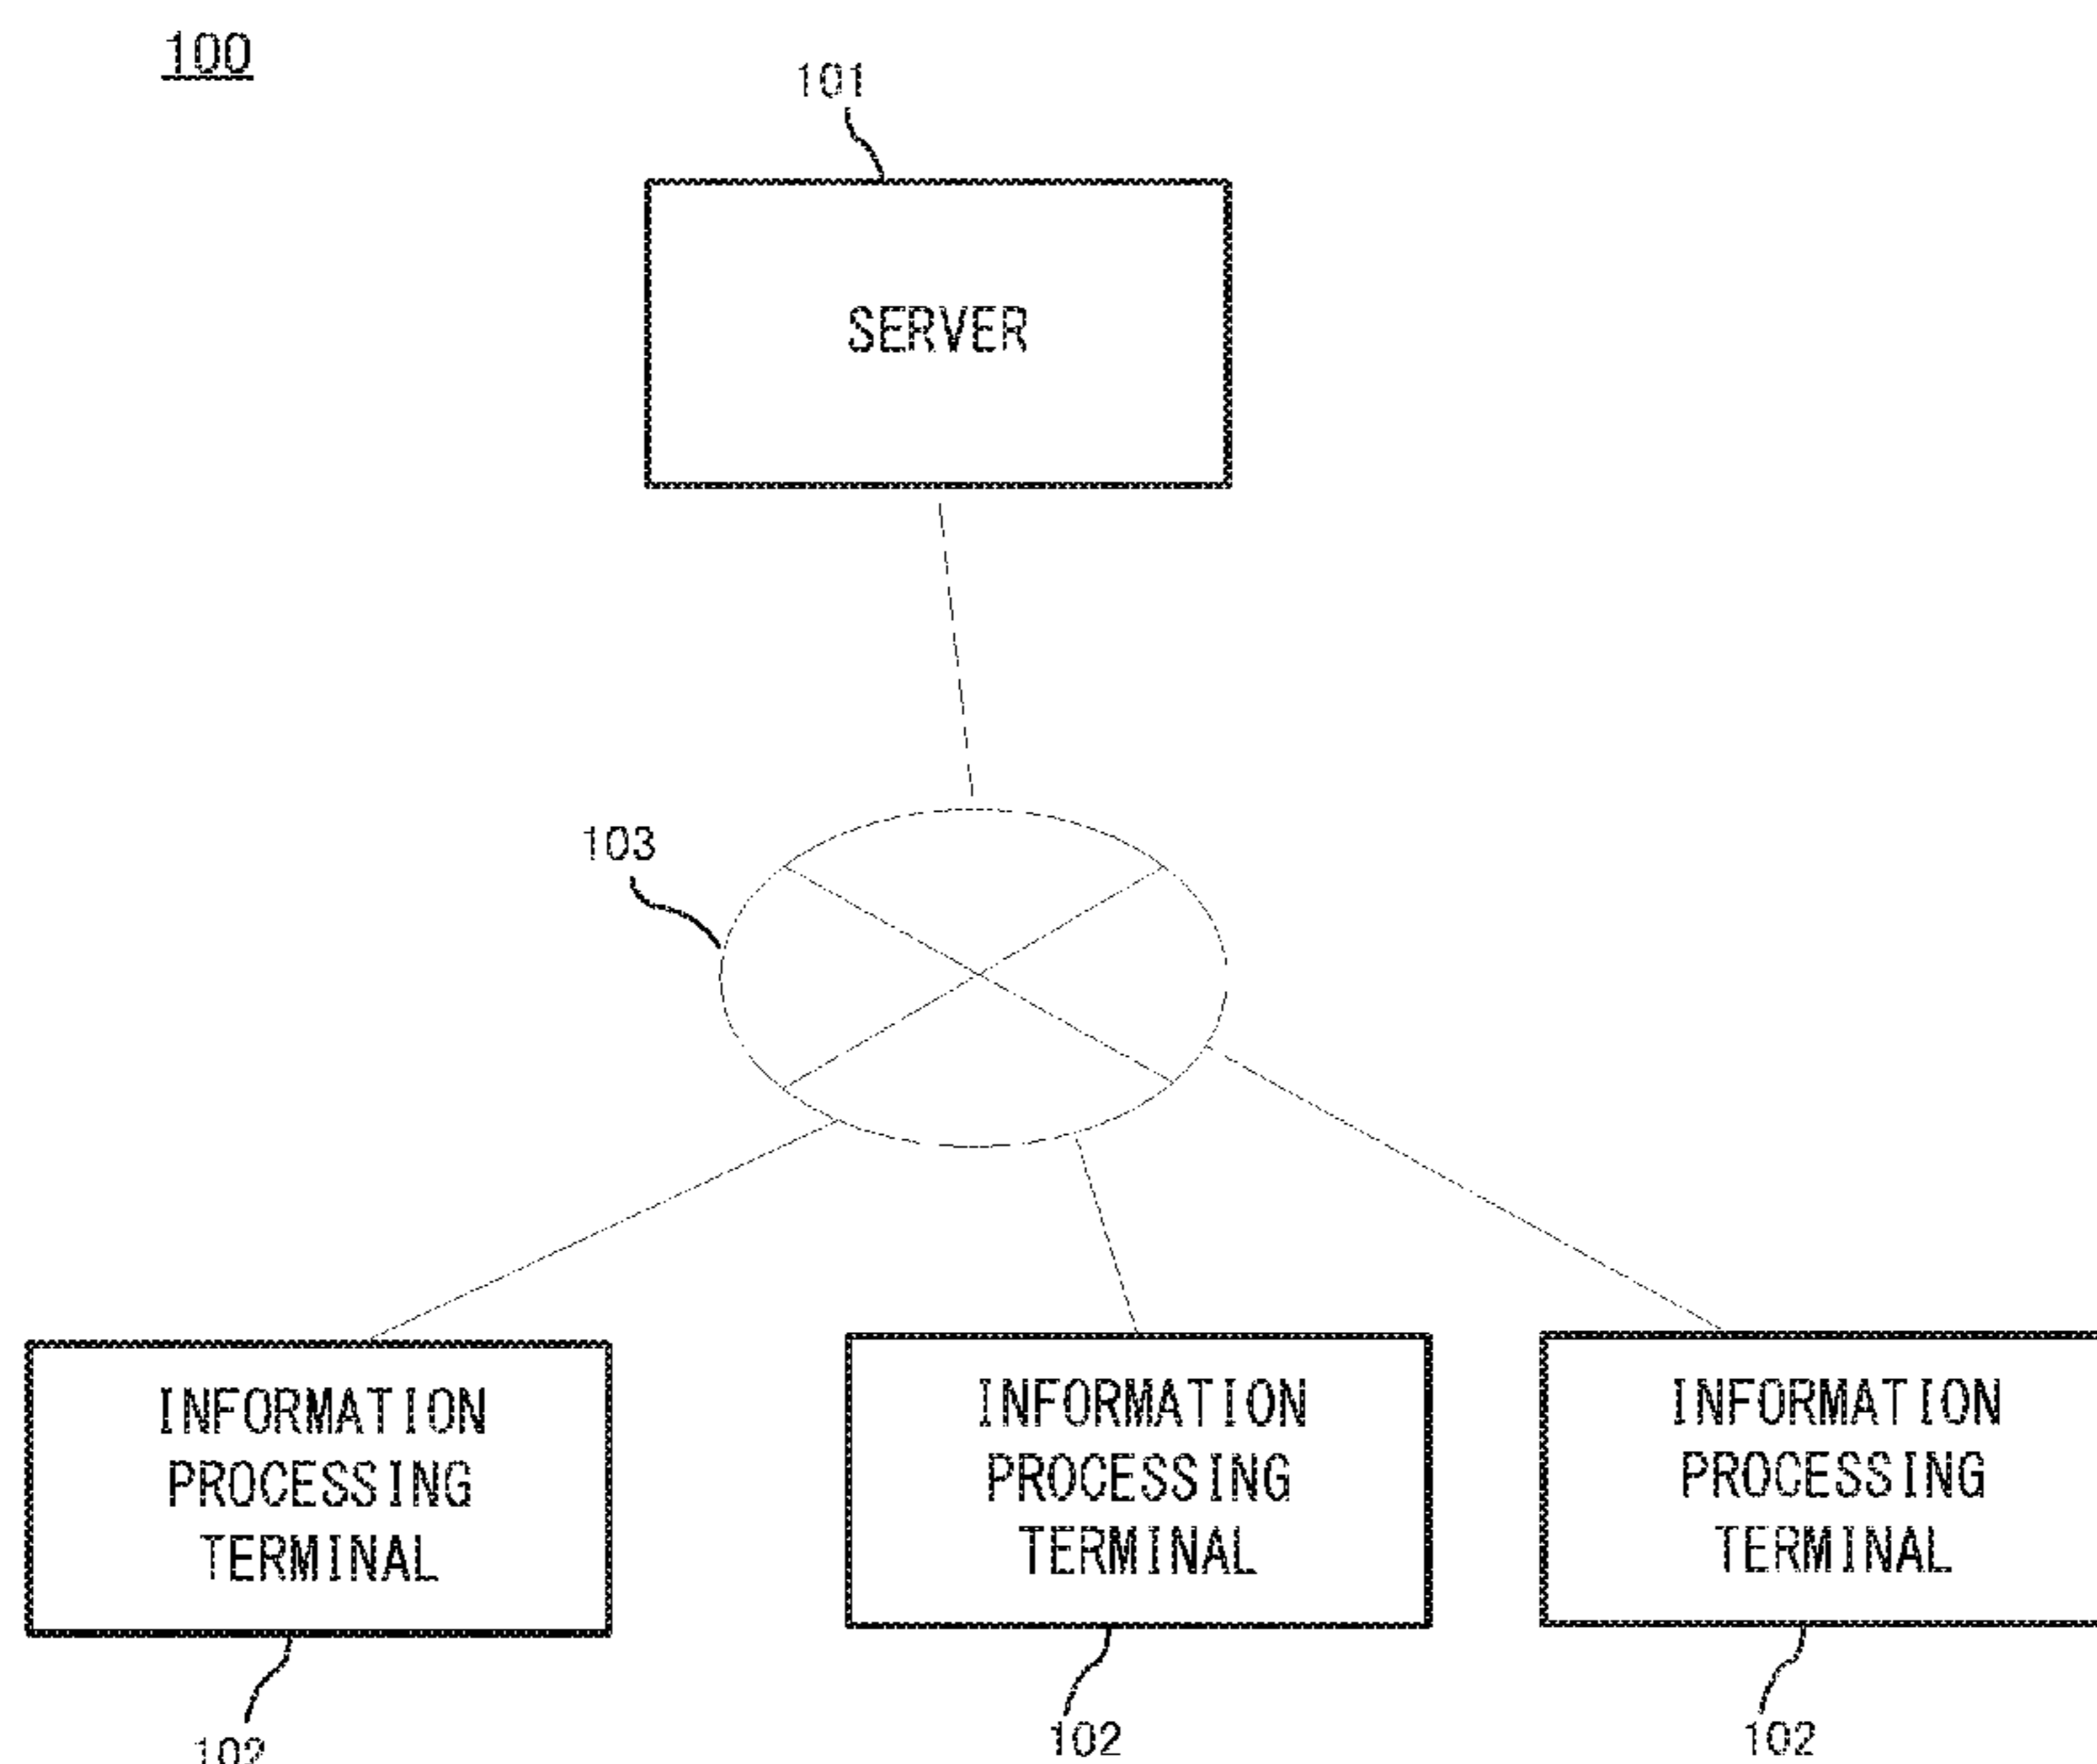 100
101
SERVER
103
INFORMATION
PROCESSING
TERMINAL
INFORMATION
PROCESSING
TERMINAL
INFORMATION
PROCESSING
TERMINAL
102
102
102